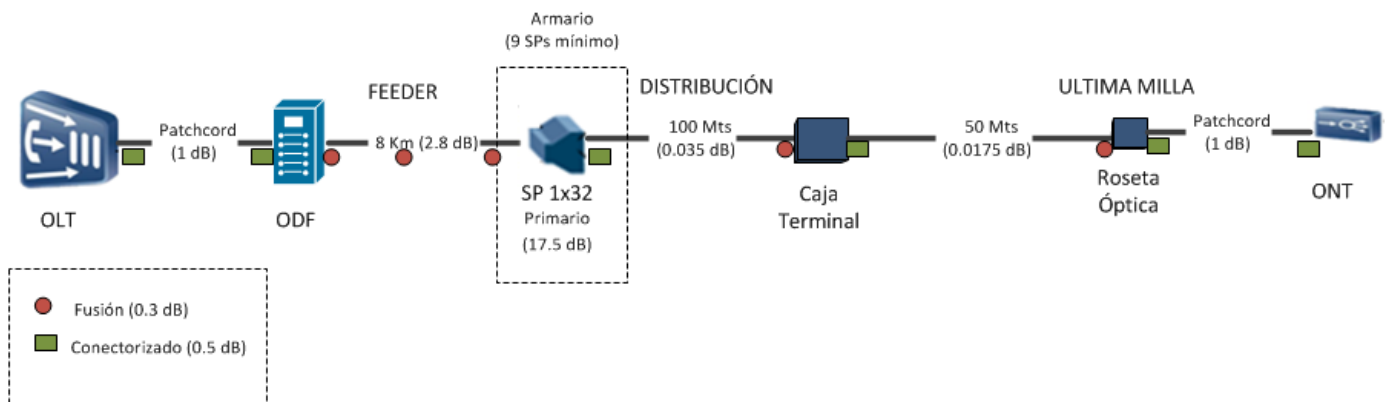 Armario
(9 SPs mínimo)
FEEDER
DISTRIBUCIÓN
ULTIMA MILLA
Patchcord
(1 dB)
8 Km (2.8 dB)
100 Mts
(0.035 dB)
50 Mts
(0.0175 dB)
Patchcord
(1 dB)
OLT
ODF
SP 1x32
Primario
(17.5 dB)
Caja
Terminal
Roseta
Óptica
ONT
Fusión (0.3 dB)
Conectorizado (0.5 dB)